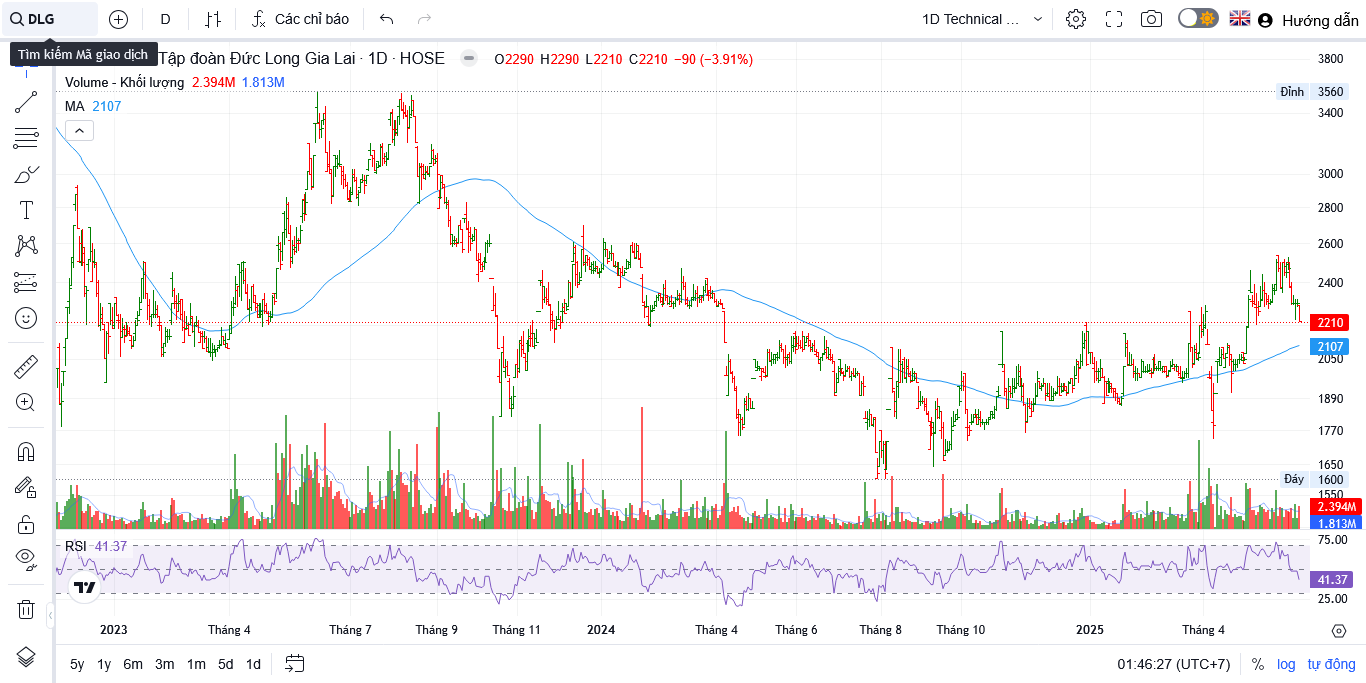 DLG D Các chỉ báo 1D Technical ... Hướng dẫn
Tìm kiếm Mã giao dịch
Tập đoàn Đức Long Gia Lai · 1D · HOSE O2290 H2290 L2210 C2210 −90 (−3.91%)
Volume - Khối lượng 2.394M 1.813M
MA 2107
3800
Đỉnh 3560
3400
3000
2800
2600
2400
2210
2107
2050
1890
1770
1650
Đáy 1600
1550
2.394M
1.813M
RSI 41.37
75.00
41.37
25.00
2023 Tháng 4 Tháng 7 Tháng 9 Tháng 11 2024 Tháng 4 Tháng 6 Tháng 8 Tháng 10 2025 Tháng 4
5y 1y 6m 3m 1m 5d 1d 01:46:27 (UTC+7) % log tự động